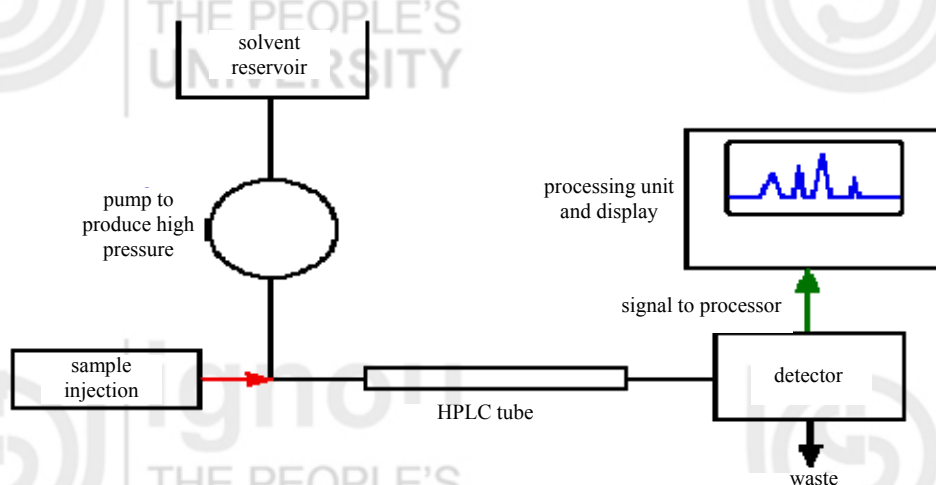 THE PEOPLE'S
UNIVERSITY
solvent
reservoir
pump to
produce high
pressure
processing unit
and display
signal to processor
sample
injection
detector
HPLC tube
waste
ignou
THE PEOPLE'S